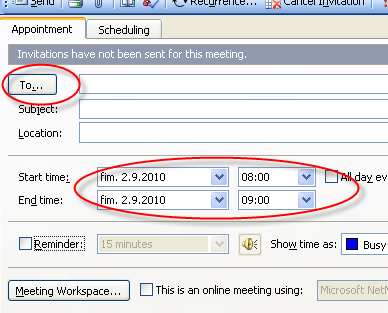 Send Recurrence... Cancel Invitation
Appointment Scheduling
Invitations have not been sent for this meeting.
To...
Subject:
Location:
Start time: fim. 2.9.2010 08:00 All day ev
End time: fim. 2.9.2010 09:00
Reminder: 15 minutes Show time as: Busy
Meeting Workspace... This is an online meeting using: Microsoft NetM